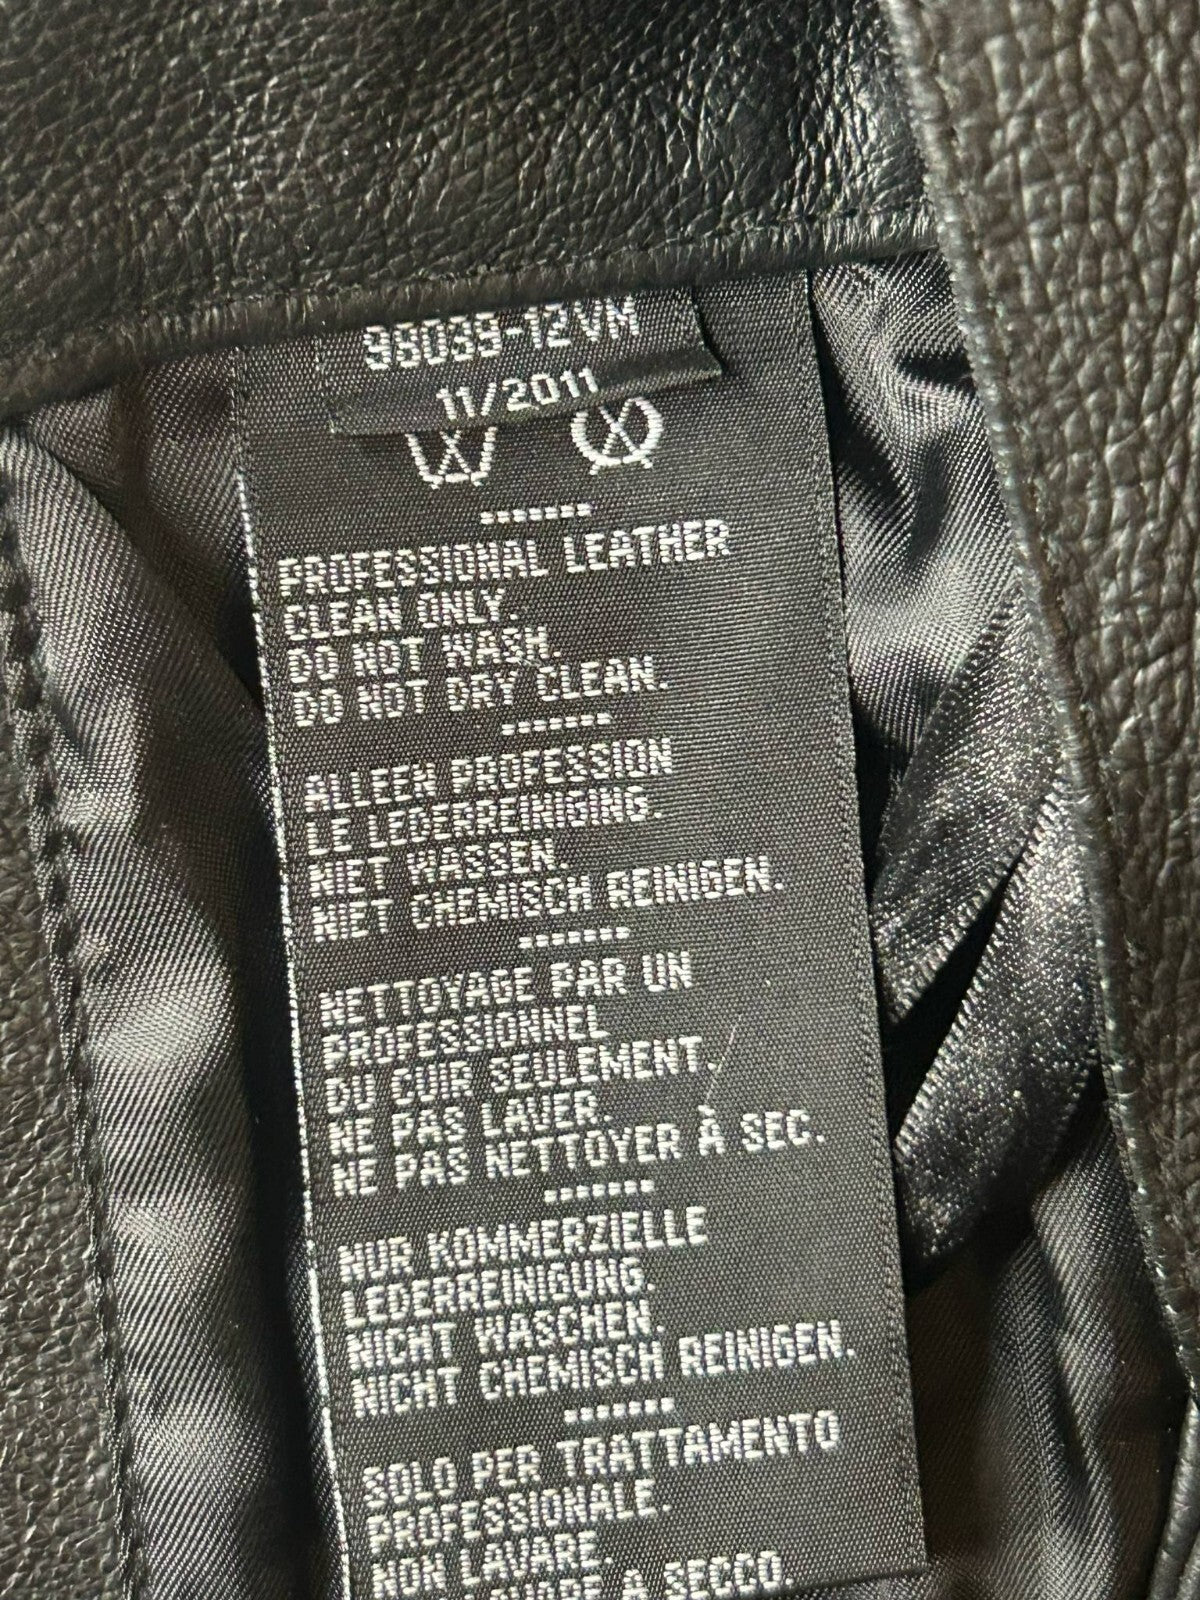 98039-12VM
11/2011
PROFESSIONAL LEATHER
CLEAN ONLY.
DO NOT WASH.
DO NOT DRY CLEAN.
ALLEEN PROFESSION
LE LEDERREINIGING.
NIET WASSEN.
NIET CHEMISCH REINIGEN.
NETTOYAGE PAR UN
PROFESSIONNEL
DU CUIR SEULEMENT.
NE PAS LAVER.
NE PAS NETTOYER À SEC.
NUR KOMMERZIELLE
LEDERREINIGUNG.
NICHT WASCHEN.
NICHT CHEMISCH REINIGEN.
SOLO PER TRATTAMENTO
PROFESSIONALE.
NON LAVARE.
A SECCO.